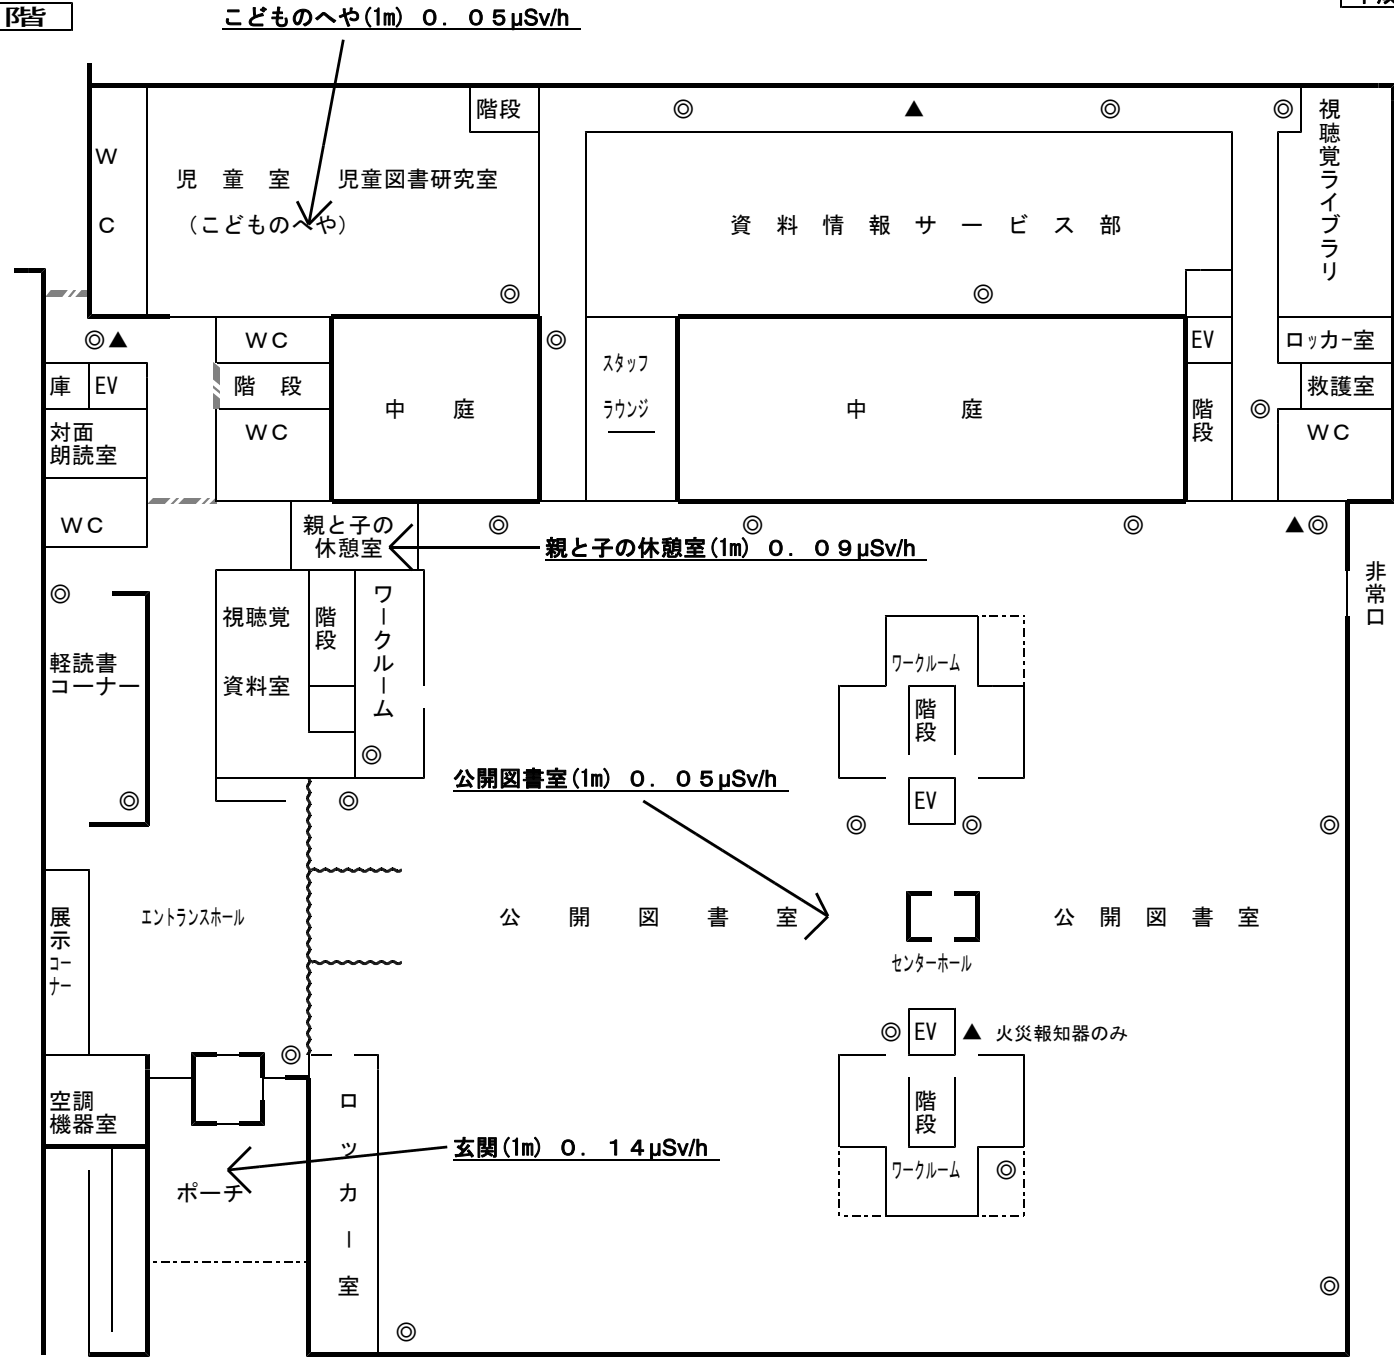 階
こどものへや(1m) ０．０５μSv/h
階段
◎ ▲ ◎ ◎
視聴覚ライブラリ
ＷＣ
児童室 児童図書研究室
(こどものへや)
資料情報サービス部
◎ ◎
◎▲
ＷＣ
◎
スタッフ
ラウンジ
EV
ロッカー室
庫
EV
階段
中庭
中庭
救護室
対面
朗読室
ＷＣ
階段
◎
ＷＣ
ＷＣ
親と子の
休憩室
◎ ◎ ◎ ▲◎
親と子の休憩室(1m) ０．０９μSv/h
非常口
◎
視聴覚
資料室
階段
ワークルーム
軽読書
コーナー
ワークルーム
階段
◎
公開図書室(1m) ０．０５μSv/h
◎ ◎
EV
◎ ◎ ◎
展示コーナー
エントランスホール
公開図書室
公開図書室
センターホール
◎
◎ EV ▲ 火災報知器のみ
空調
機器室
ロッカー室
階段
玄関(1m) ０．１４μSv/h
ポーチ
ワークルーム
◎
◎
◎